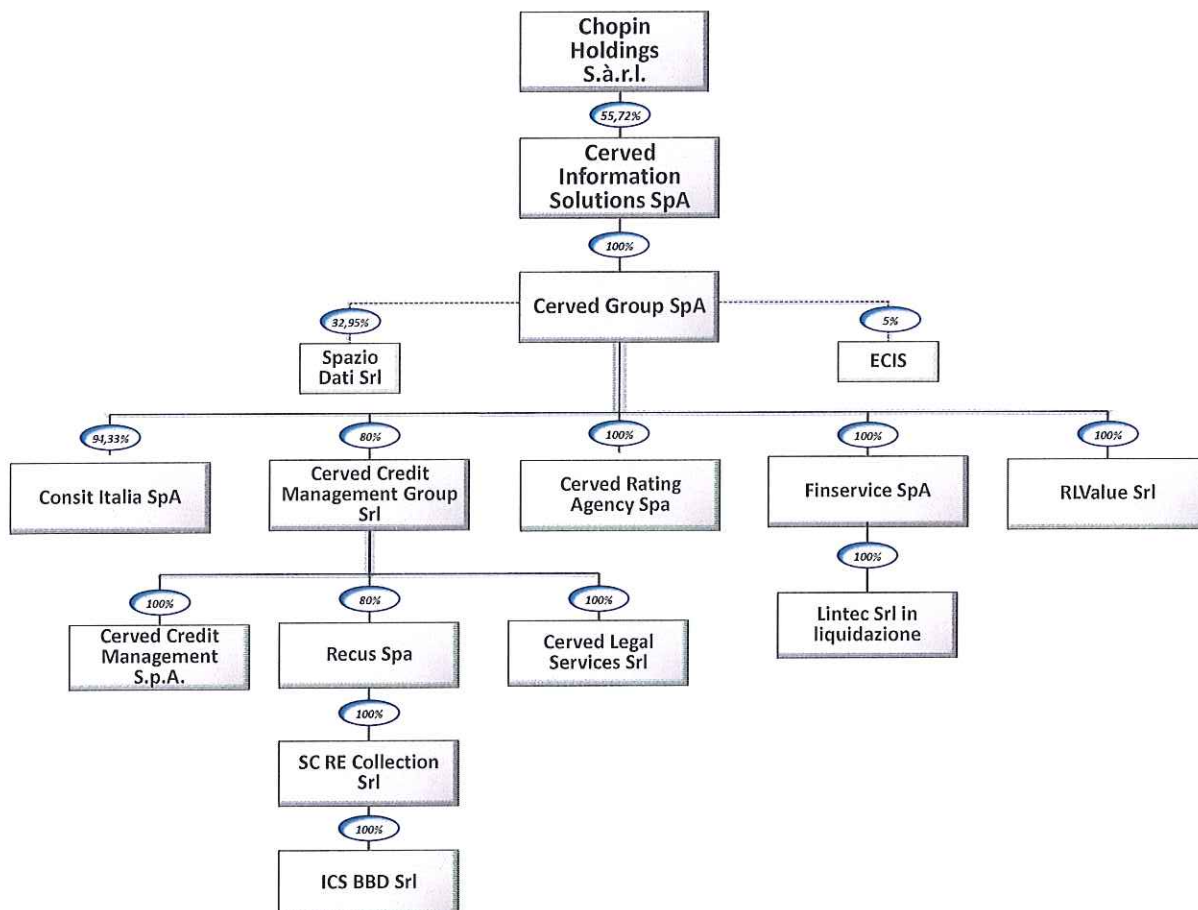 Chopin
Holdings
S.à.r.l.
55,72%
Cerved
Information
Solutions SpA
100%
Cerved Group SpA
32,95%
5%
Spazio
Dati Srl
ECIS
94,33%
80%
100%
100%
100%
Consit Italia SpA
Cerved Credit
Management Group
Srl
Cerved Rating
Agency Spa
Finservice SpA
RLValue Srl
100%
80%
100%
100%
Cerved Credit
Management
S.p.A.
Recus Spa
Cerved Legal
Services Srl
Lintec Srl in
liquidazione
100%
SC RE Collection
Srl
100%
ICS BBD Srl